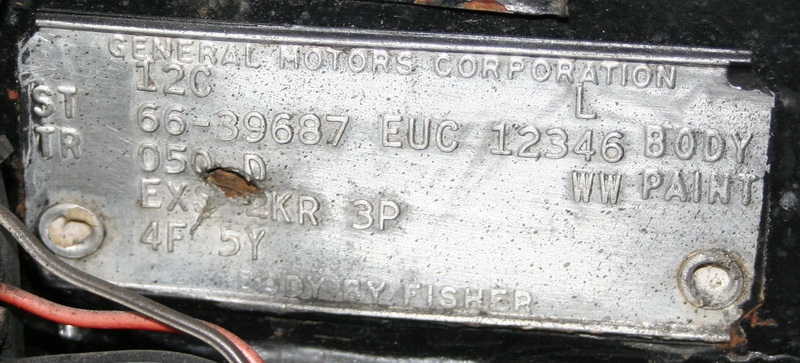 GENERAL MOTORS CORPORATION
12C L
ST 66-39687 EUC 12346 BODY
TR 050 D WW PAINT
2KR 3P
4F 5Y
BODY BY FISHER